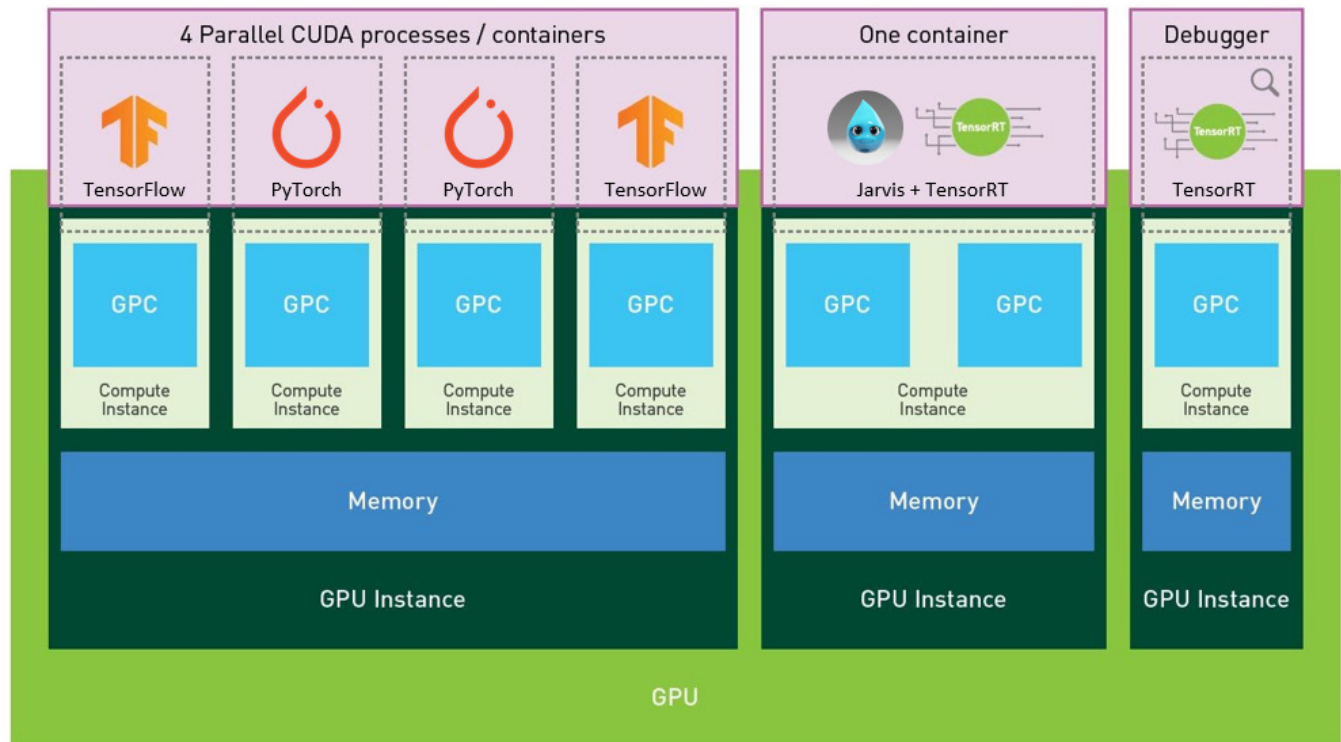 4 Parallel CUDA processes / containers
One container
Debugger
TensorRT
TensorRT
TensorFlow
PyTorch
PyTorch
TensorFlow
Jarvis + TensorRT
TensorRT
GPC
GPC
GPC
GPC
GPC
GPC
GPC
Compute
Instance
Compute
Instance
Compute
Instance
Compute
Instance
Compute
Instance
Compute
Instance
Memory
Memory
Memory
GPU Instance
GPU Instance
GPU Instance
GPU